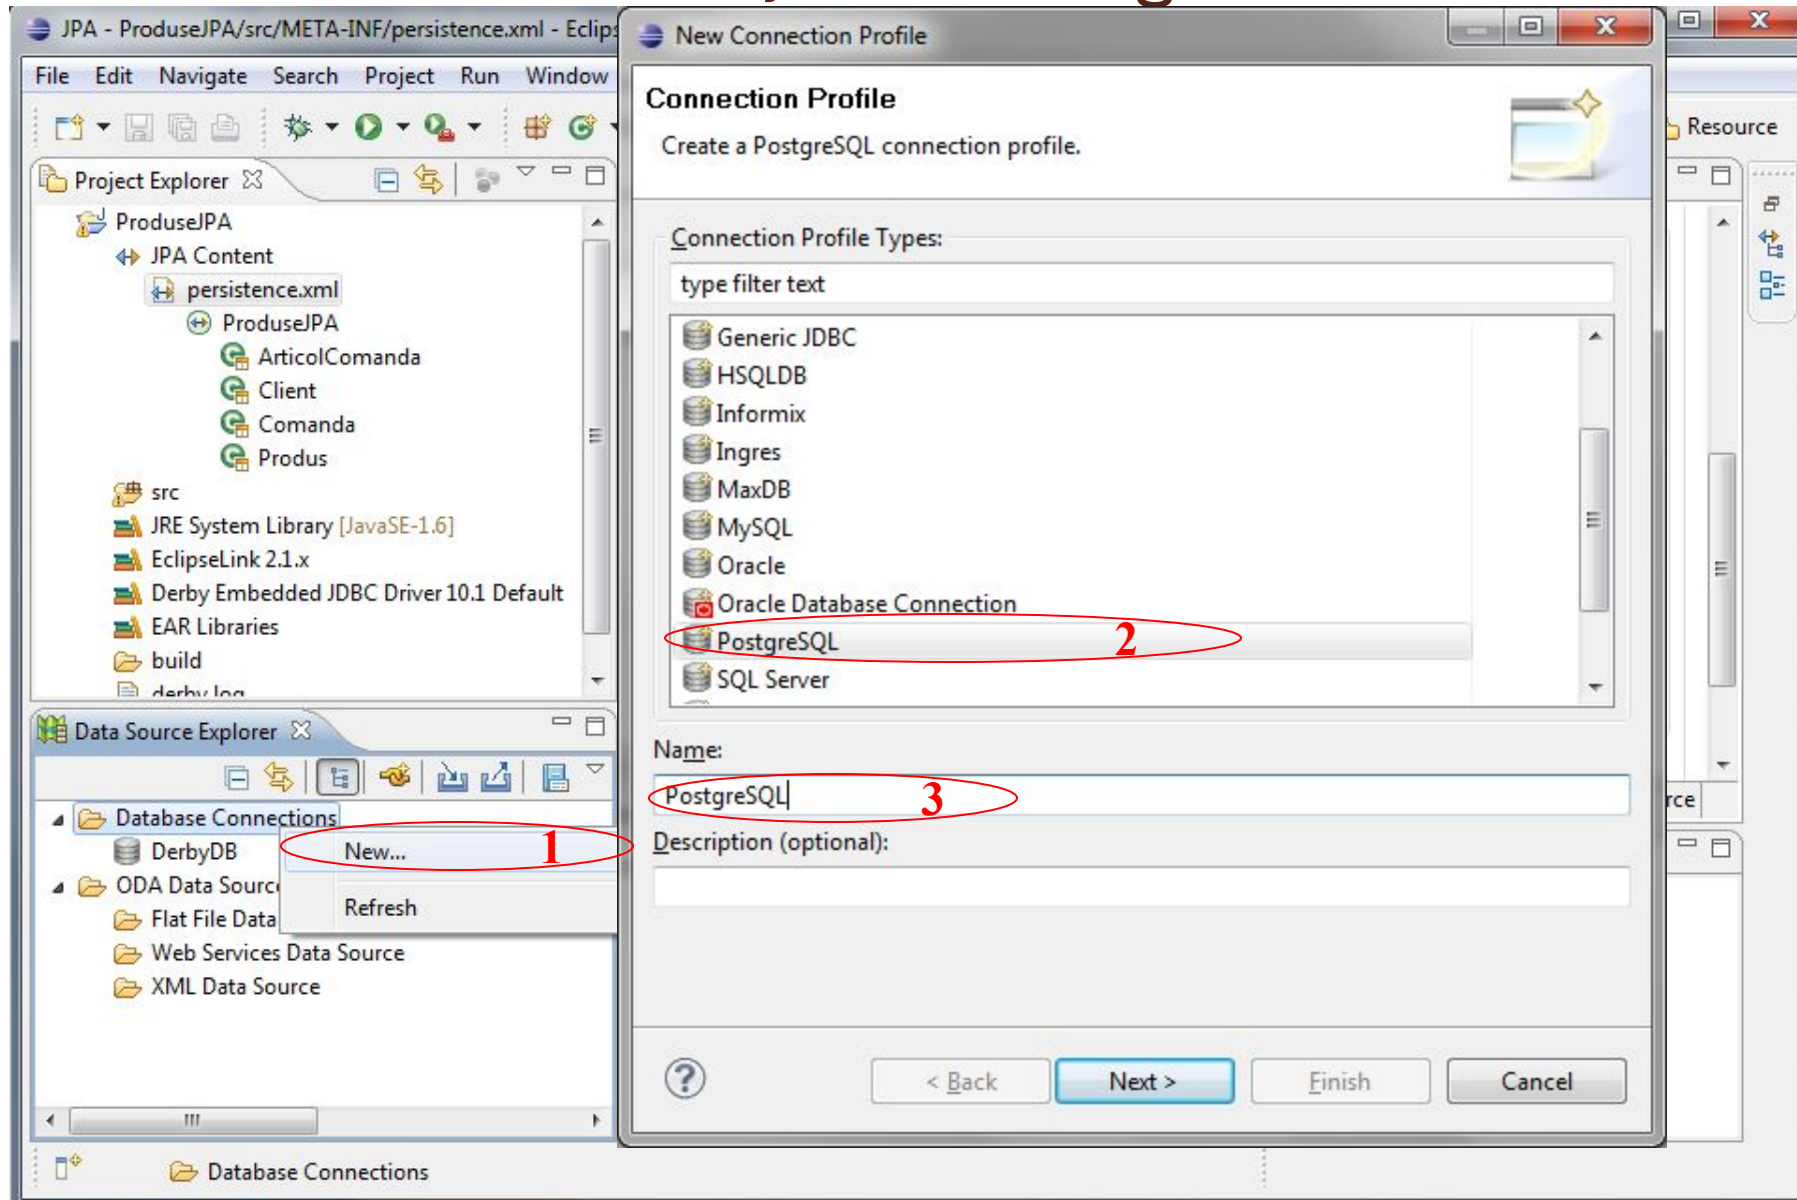 JPA - ProduseJPA/src/META-INF/persistence.xml - Eclips
File Edit Navigate Search Project Run Window
Resource
Project Explorer
ProduseJPA
JPA Content
persistence.xml
ProduseJPA
ArticolComanda
Client
Comanda
Produs
src
JRE System Library [JavaSE-1.6]
EclipseLink 2.1.x
Derby Embedded JDBC Driver 10.1 Default
EAR Libraries
build
derby.log
Data Source Explorer
Database Connections
DerbyDB
ODA Data Sourc
Flat File Data
Web Services Data Source
XML Data Source
New... 1
Refresh
Database Connections
New Connection Profile
Connection Profile
Create a PostgreSQL connection profile.
Connection Profile Types:
type filter text
Generic JDBC
HSQLDB
Informix
Ingres
MaxDB
MySQL
Oracle
Oracle Database Connection
PostgreSQL 2
SQL Server
Name:
PostgreSQL 3
Description (optional):
? < Back Next > Finish Cancel
rce